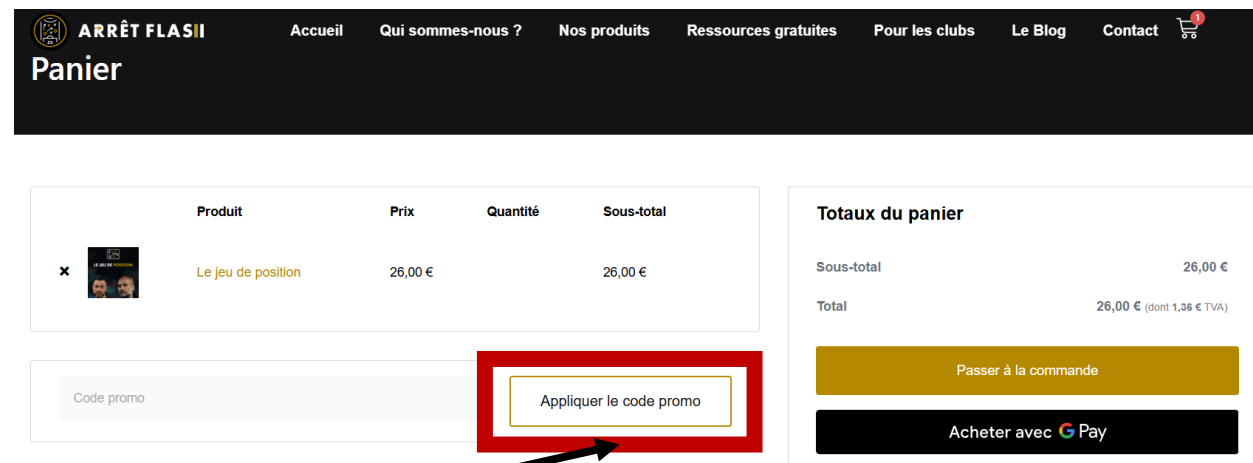 ARRÊT FLASH Accueil Qui sommes-nous ? Nos produits Ressources gratuites Pour les clubs Le Blog Contact 1
Panier
Produit Prix Quantité Sous-total
LE JEU DE POSITION
Le jeu de position 26,00 € 26,00 €
Code promo Appliquer le code promo
Totaux du panier
Sous-total 26,00 €
Total 26,00 € (dont 1,36 € TVA)
Passer à la commande
Acheter avec G Pay